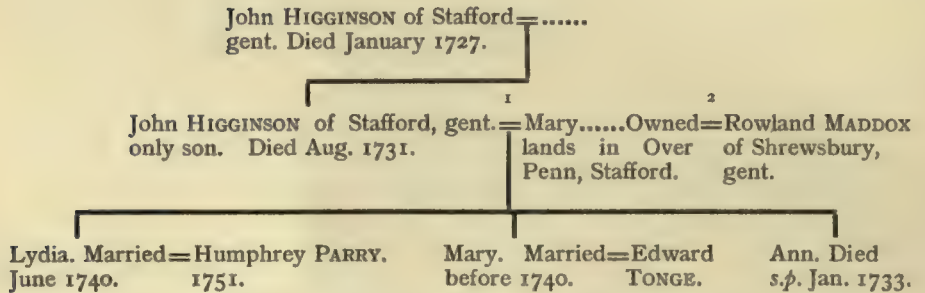 John HIGGINSON of Stafford=......
gent. Died January 1727.
1 2
John HIGGINSON of Stafford, gent.=Mary......Owned=Rowland MADDOX
only son. Died Aug. 1731. lands in Over of Shrewsbury,
Penn, Stafford. gent.
Lydia. Married=Humphrey PARRY. Mary. Married=Edward Ann. Died
June 1740. 1751. before 1740. TONGE. s.p. Jan. 1733.